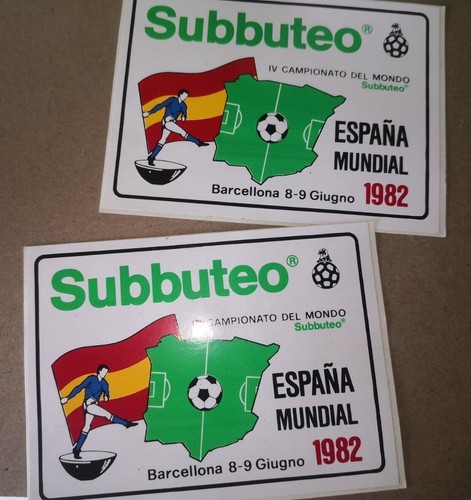 Subbuteo®
IV CAMPIONATO DEL MONDO
Subbuteo®
ESPAÑA
MUNDIAL
1982
Barcellona 8-9 Giugno
Subbuteo®
CAMPIONATO DEL MONDO
Subbuteo®
ESPAÑA
MUNDIAL
1982
Barcellona 8-9 Giugno